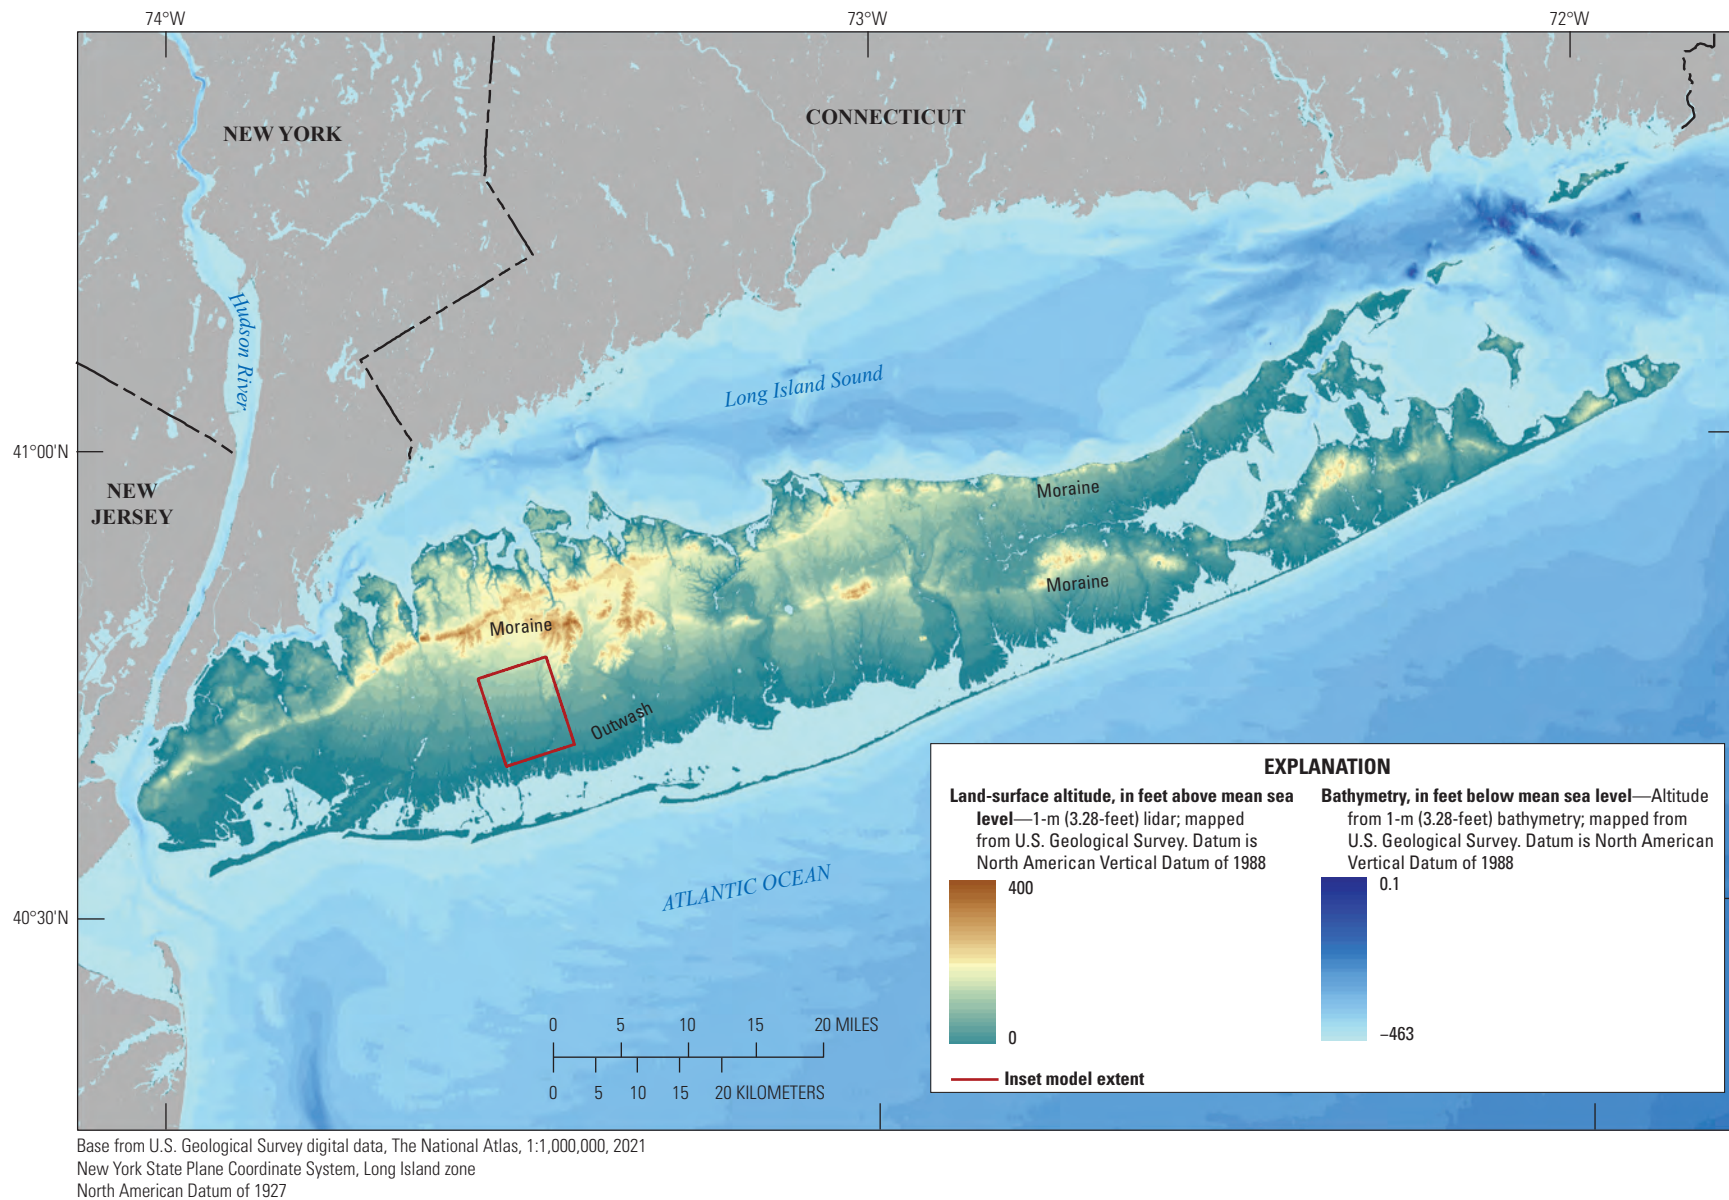 74°W
73°W
72°W
NEW YORK
CONNECTICUT
Hudson River
Long Island Sound
41°00'N
NEW
JERSEY
Moraine
Moraine
Moraine
Outwash
ATLANTIC OCEAN
40°30'N
EXPLANATION
Land-surface altitude, in feet above mean sea
level—1-m (3.28-feet) lidar; mapped
from U.S. Geological Survey. Datum is
North American Vertical Datum of 1988
400
0
Bathymetry, in feet below mean sea level—Altitude
from 1-m (3.28-feet) bathymetry; mapped from
U.S. Geological Survey. Datum is North American
Vertical Datum of 1988
0.1
−463
Inset model extent
0 5 10 15 20 MILES
0 5 10 15 20 KILOMETERS
Base from U.S. Geological Survey digital data, The National Atlas, 1:1,000,000, 2021
New York State Plane Coordinate System, Long Island zone
North American Datum of 1927